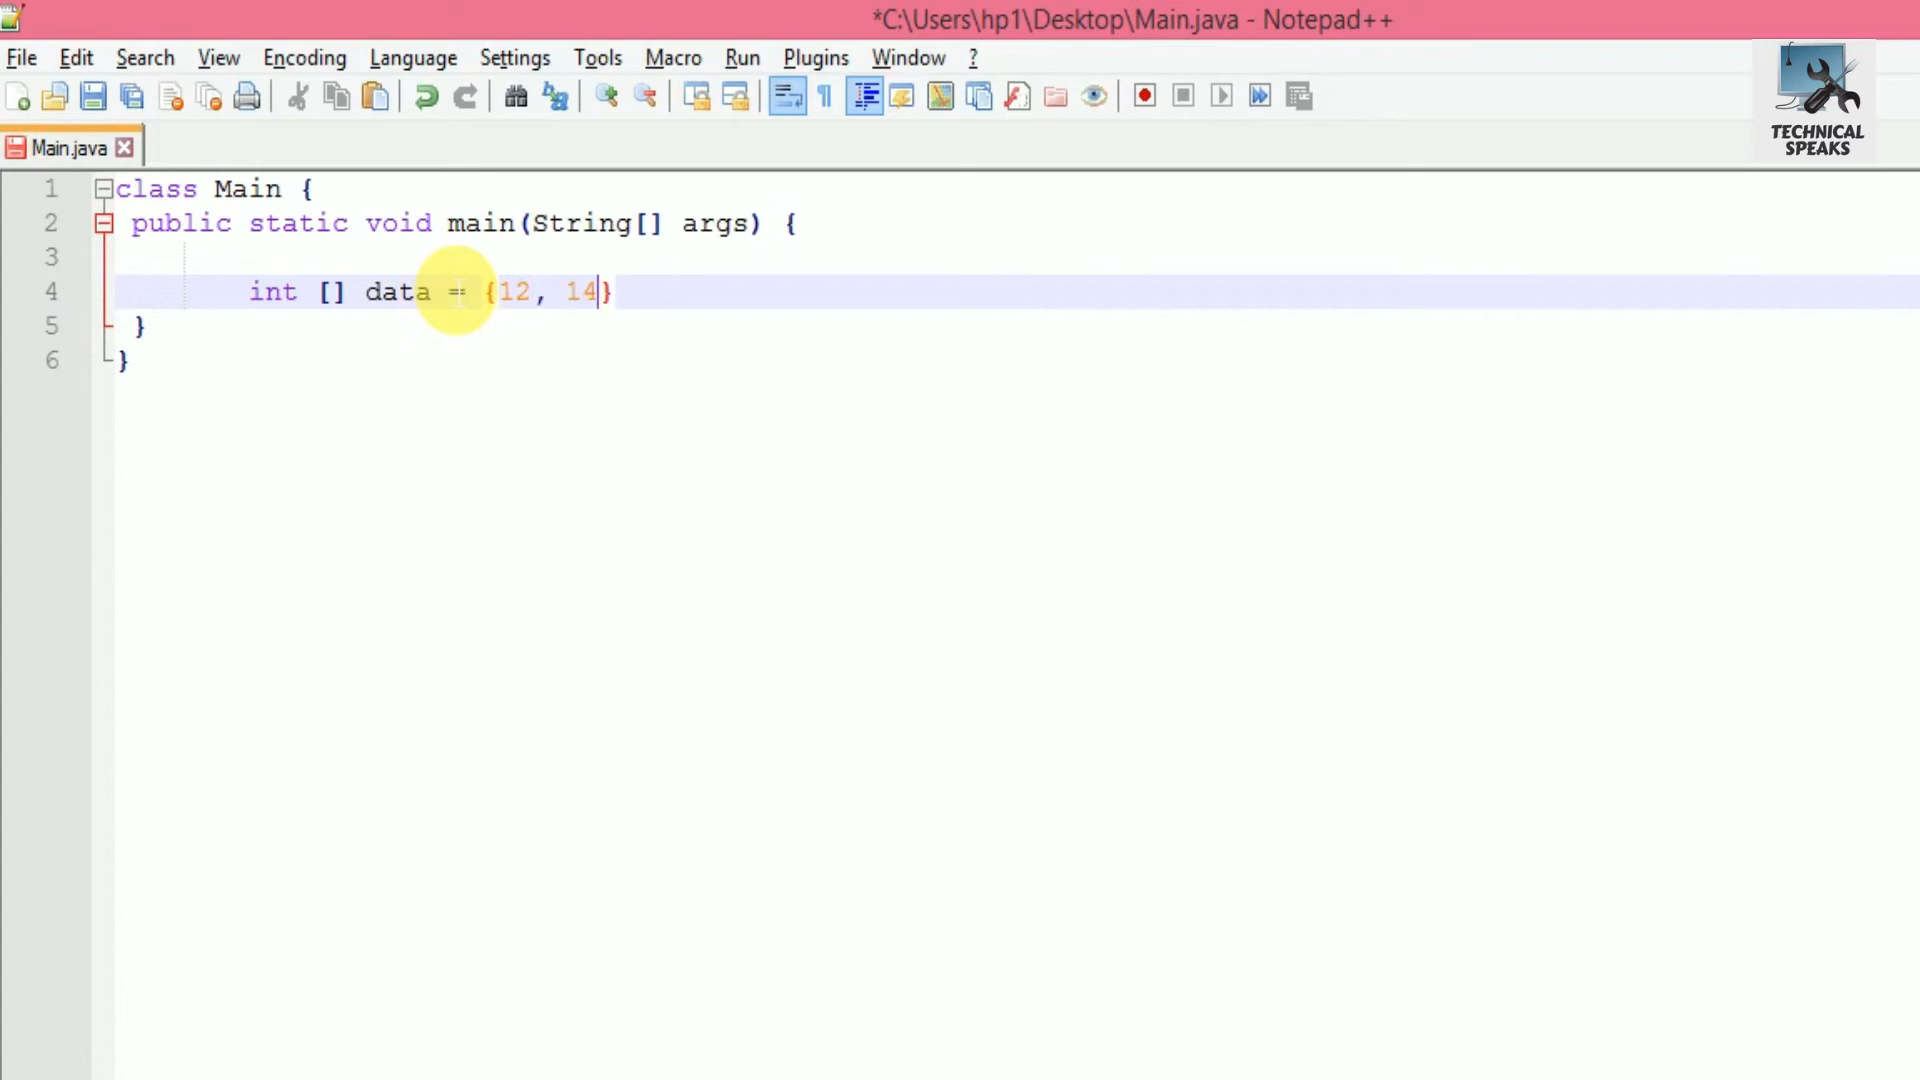 *C:\Users\hp1\Desktop\Main.java - Notepad++
File Edit Search View Encoding Language Settings Tools Macro Run Plugins Window ?
TECHNICAL
SPEAKS
Main.java
1 class Main {
2 public static void main(String[] args) {
3
4 int [] data = {12, 14}
5 }
6 }